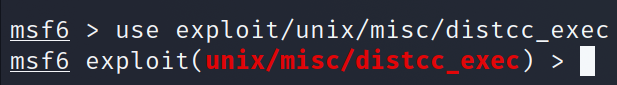 msf6 > use exploit/unix/misc/distcc_exec
msf6 exploit(unix/misc/distcc_exec) >